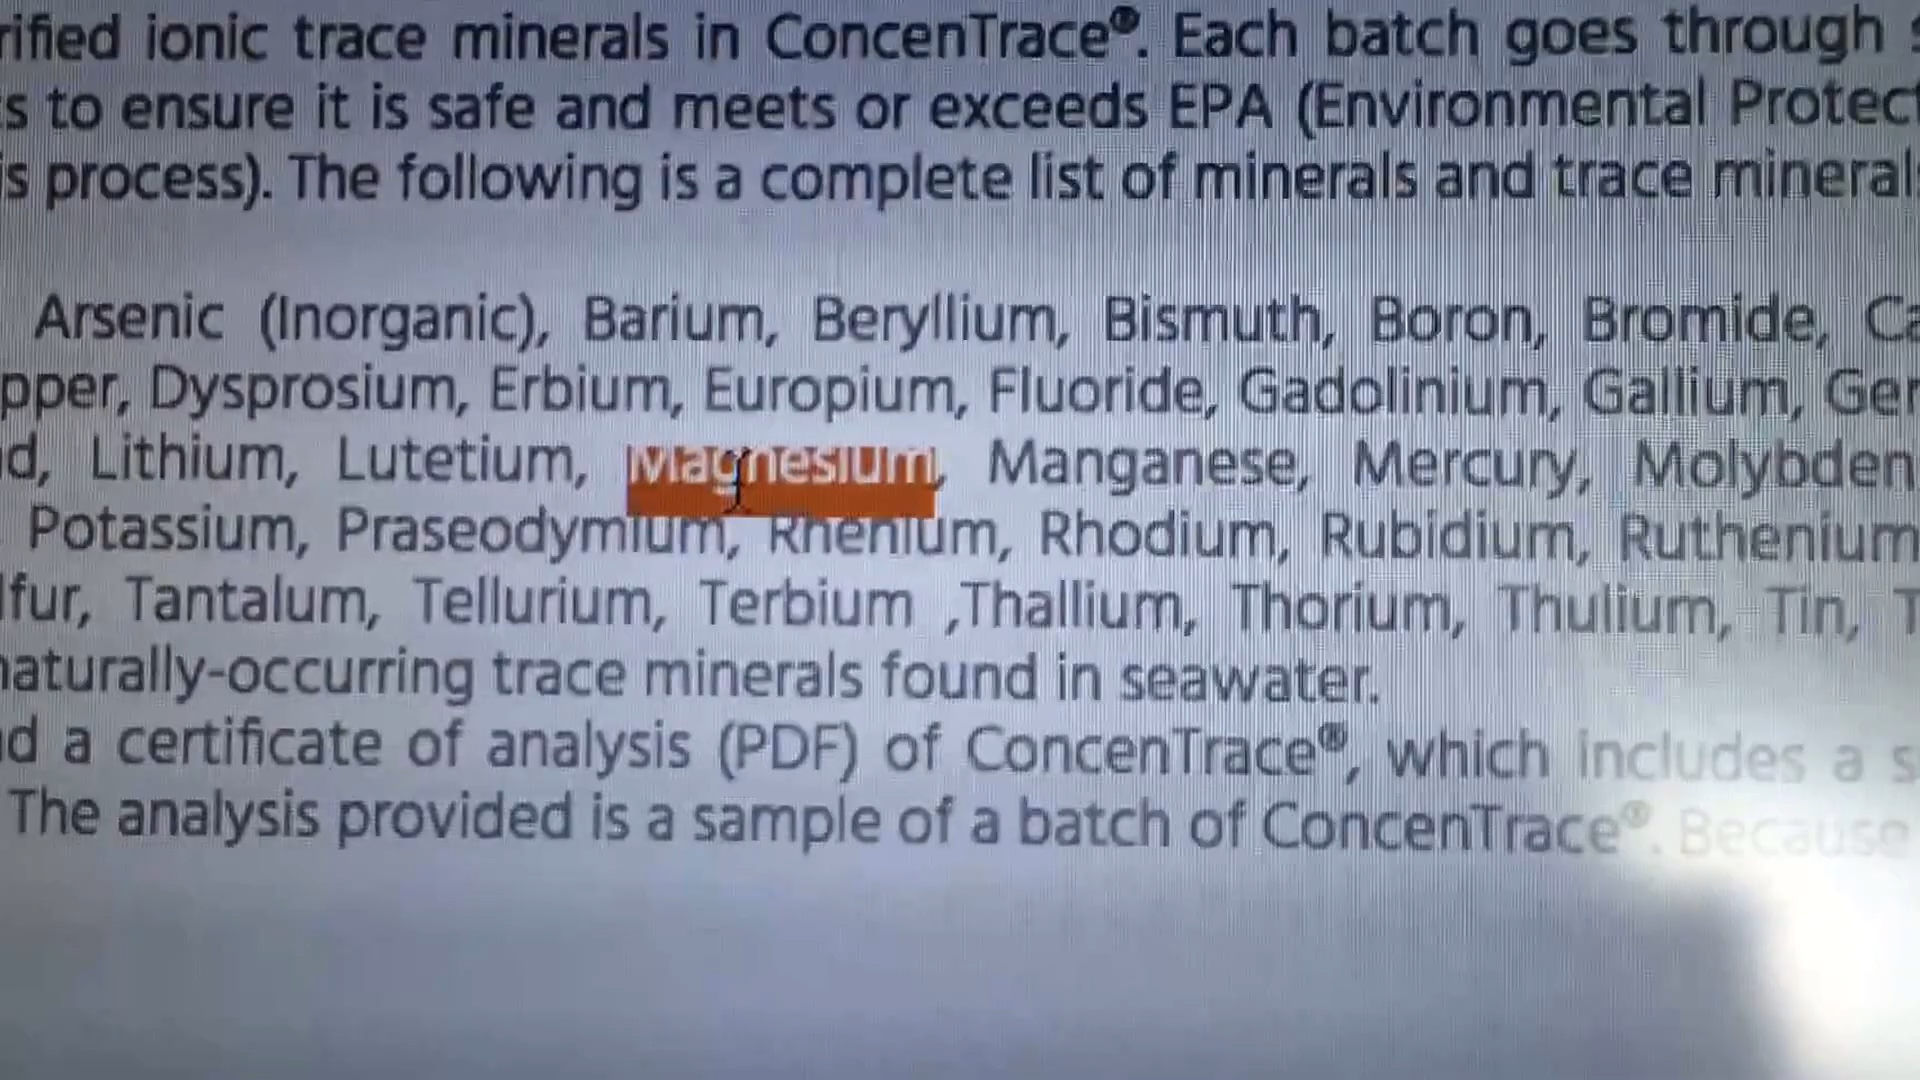 rified ionic trace minerals in ConcenTrace®. Each batch goes through s
s to ensure it is safe and meets or exceeds EPA (Environmental Protect
is process). The following is a complete list of minerals and trace minerals
Arsenic (Inorganic), Barium, Beryllium, Bismuth, Boron, Bromide, Ca
pper, Dysprosium, Erbium, Europium, Fluoride, Gadolinium, Gallium, Ger
d, Lithium, Lutetium, Magnesium, Manganese, Mercury, Molybden
Potassium, Praseodymium, Rhenium, Rhodium, Rubidium, Ruthenium
lfur, Tantalum, Tellurium, Terbium ,Thallium, Thorium, Thulium, Tin, T
naturally-occurring trace minerals found in seawater.
d a certificate of analysis (PDF) of ConcenTrace®, which includes a s
The analysis provided is a sample of a batch of ConcenTrace®. Because